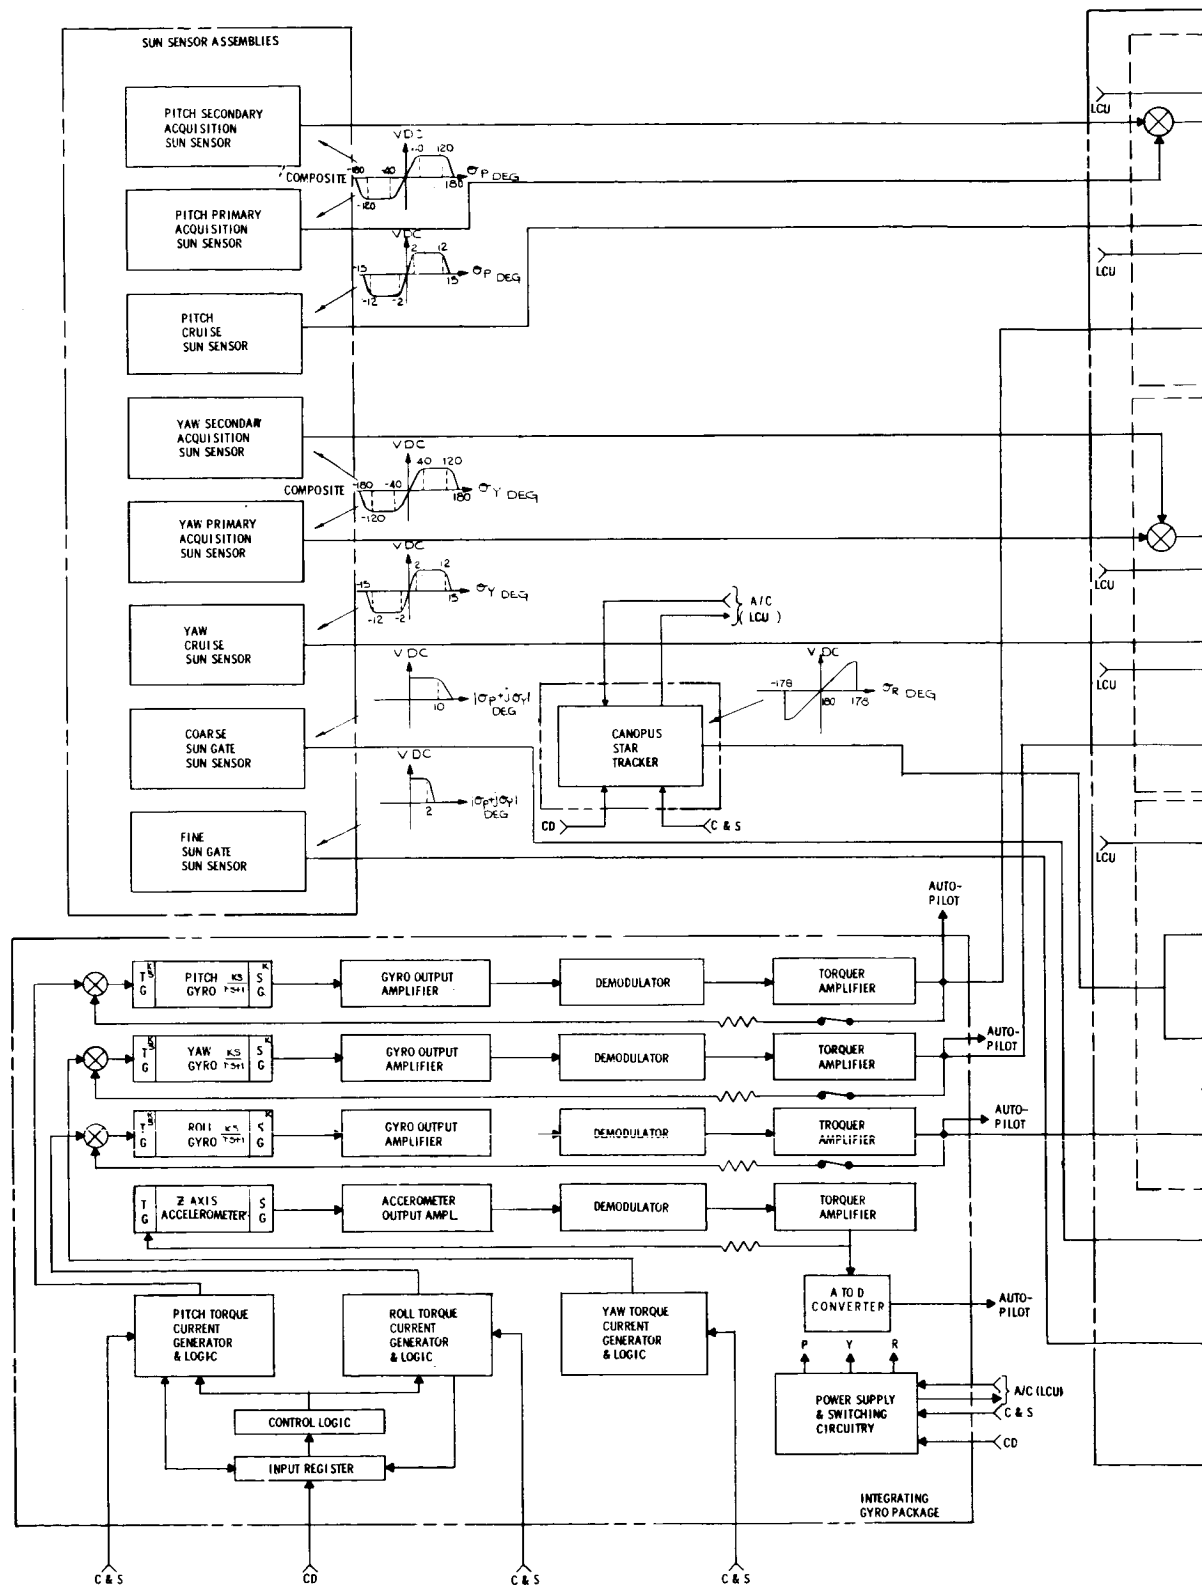 SUN SENSOR ASSEMBLIES
PITCH SECONDARY
ACQUISITION
SUN SENSOR
VDC
40 120
-180 -40
COMPOSITE
σP DEG
180
-120
PITCH PRIMARY
ACQUISITION
SUN SENSOR
VDC
2 12
-15
σP DEG
15
-12 -2
PITCH
CRUISE
SUN SENSOR
YAW SECONDARY
ACQUISITION
SUN SENSOR
VDC
40 120
-180 -40
COMPOSITE
σY DEG
180
-120
YAW PRIMARY
ACQUISITION
SUN SENSOR
VDC
2 12
-15
σY DEG
15
-12 -2
YAW
CRUISE
SUN SENSOR
VDC
10
|σP+jσY|
DEG
COARSE
SUN GATE
SUN SENSOR
VDC
2
|σP+jσY|
DEG
FINE
SUN GATE
SUN SENSOR
A/C
(LCU)
VDC
-178
σR DEG
180 178
CANOPUS
STAR
TRACKER
CD
C & S
LCU
LCU
LCU
LCU
LCU
AUTO-
PILOT
T
G
PITCH
GYRO
KS
S
G
K
GYRO OUTPUT
AMPLIFIER
DEMODULATOR
TORQUER
AMPLIFIER
AUTO-
PILOT
T
G
YAW
GYRO
KS
S
G
K
GYRO OUTPUT
AMPLIFIER
DEMODULATOR
TORQUER
AMPLIFIER
AUTO-
PILOT
T
G
ROLL
GYRO
KS
S
G
K
GYRO OUTPUT
AMPLIFIER
DEMODULATOR
TROQUER
AMPLIFIER
T
G
Z AXIS
ACCELEROMETER
S
G
ACCEROMETER
OUTPUT AMPL.
DEMODULATOR
TORQUER
AMPLIFIER
PITCH TORQUE
CURRENT
GENERATOR
& LOGIC
ROLL TORQUE
CURRENT
GENERATOR
& LOGIC
YAW TORQUE
CURRENT
GENERATOR
& LOGIC
A TO D
CONVERTER
AUTO-
PILOT
P Y R
POWER SUPPLY
& SWITCHING
CIRCUITRY
A/C (LCU)
C & S
CD
CONTROL LOGIC
INPUT REGISTER
INTEGRATING
GYRO PACKAGE
C & S
CD
C & S
C & S